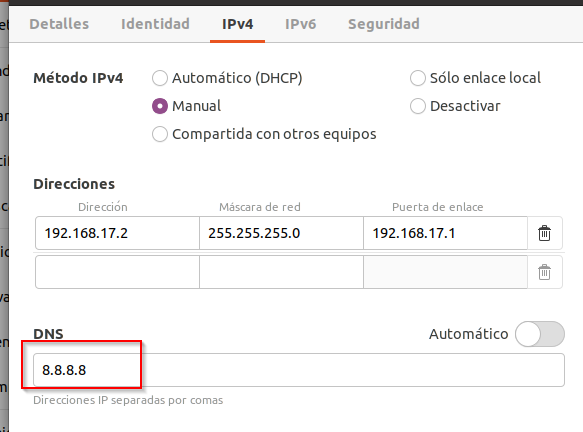 Detalles Identidad IPv4 IPv6 Seguridad
Método IPv4 Automático (DHCP) Sólo enlace local
Manual Desactivar
Compartida con otros equipos
Direcciones
Dirección Máscara de red Puerta de enlace
192.168.17.2 255.255.255.0 192.168.17.1
DNS Automático
8.8.8.8
Direcciones IP separadas por comas